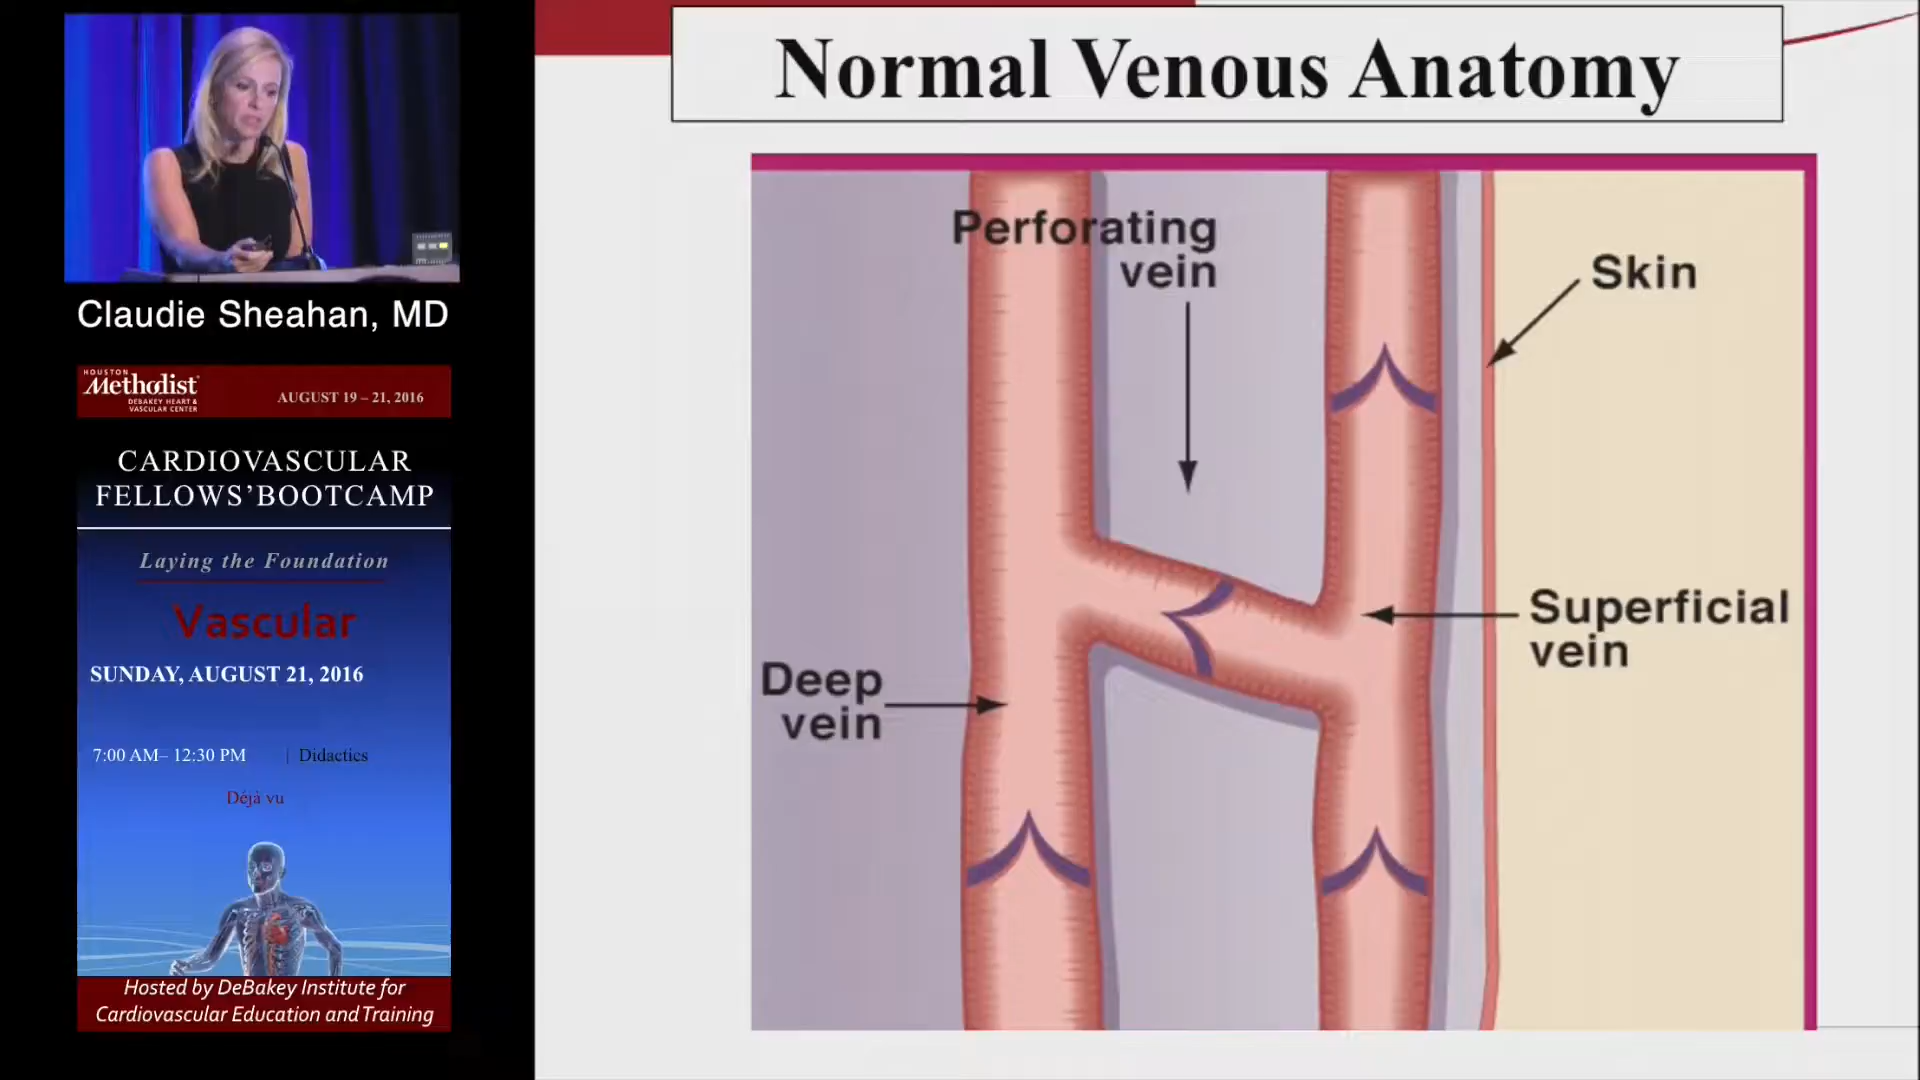 Claudie Sheahan, MD
HOUSTON
Methodist
DEBAKEY HEART &
VASCULAR CENTER
AUGUST 19 – 21, 2016
CARDIOVASCULAR
FELLOWS’BOOTCAMP
Laying the Foundation
Vascular
SUNDAY, AUGUST 21, 2016
7:00 AM– 12:30 PM | Didactics
Déjà vu
Hosted by DeBakey Institute for
Cardiovascular Education and Training
Normal Venous Anatomy
Perforating
vein
Skin
Superficial
vein
Deep
vein